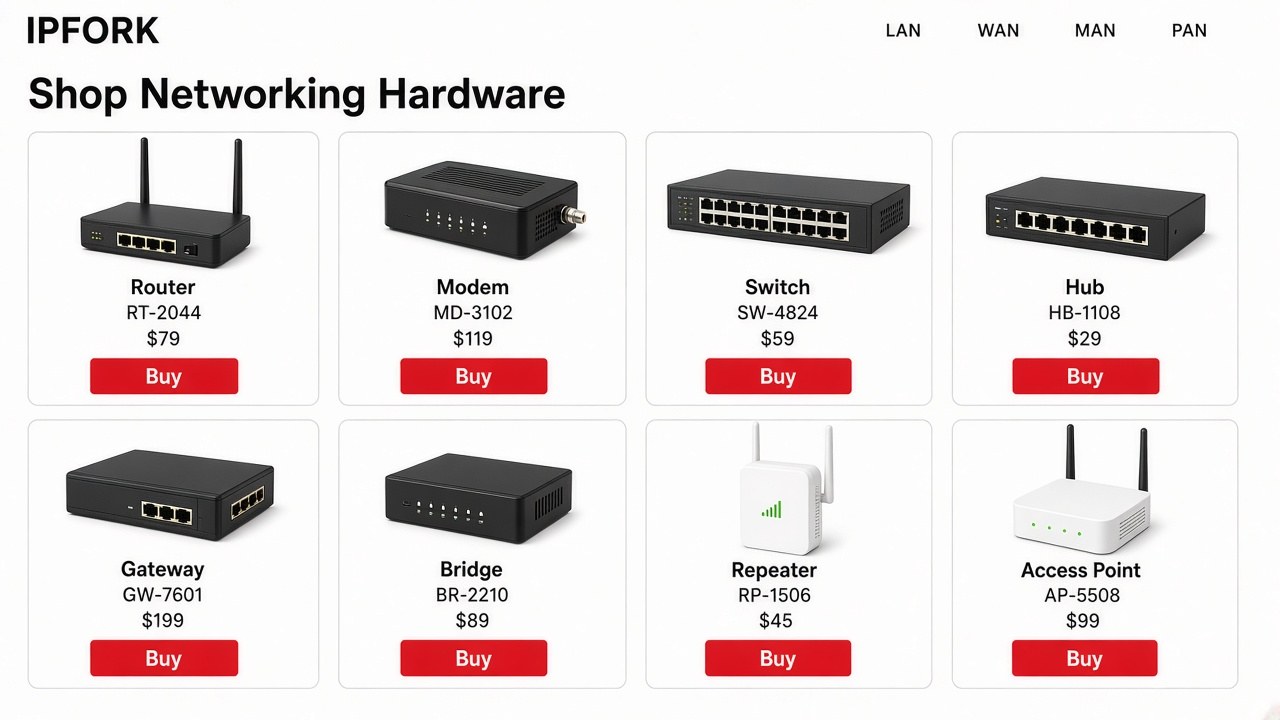 IPFORK
LAN WAN MAN PAN
Shop Networking Hardware
Router
RT-2044
$79
Buy
Modem
MD-3102
$119
Buy
Switch
SW-4824
$59
Buy
Hub
HB-1108
$29
Buy
Gateway
GW-7601
$199
Buy
Bridge
BR-2210
$89
Buy
Repeater
RP-1506
$45
Buy
Access Point
AP-5508
$99
Buy